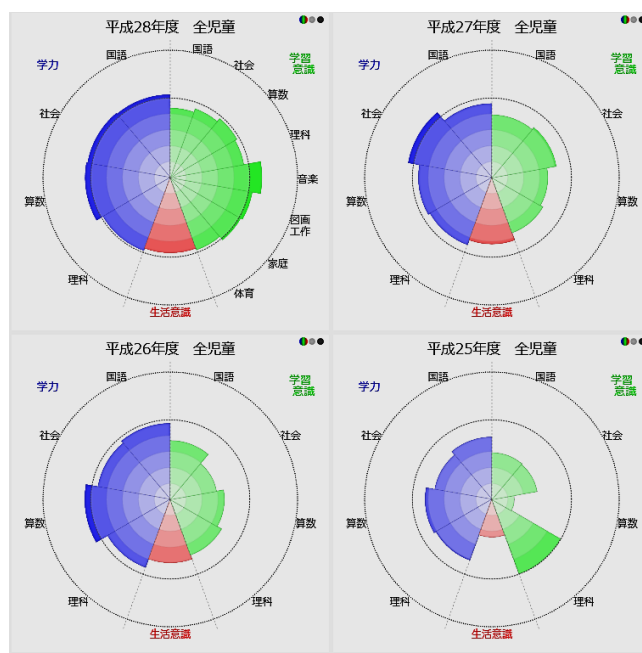 平成28年度　全児童
学力
学習
意識
国語
国語
社会
社会
算数
理科
音楽
算数
図画
工作
理科
家庭
体育
生活意識
平成27年度　全児童
学力
学習
意識
国語
国語
社会
社会
算数
算数
理科
理科
生活意識
平成26年度　全児童
学力
学習
意識
国語
国語
社会
社会
算数
算数
理科
理科
生活意識
平成25年度　全児童
学力
学習
意識
国語
国語
社会
社会
算数
算数
理科
理科
生活意識